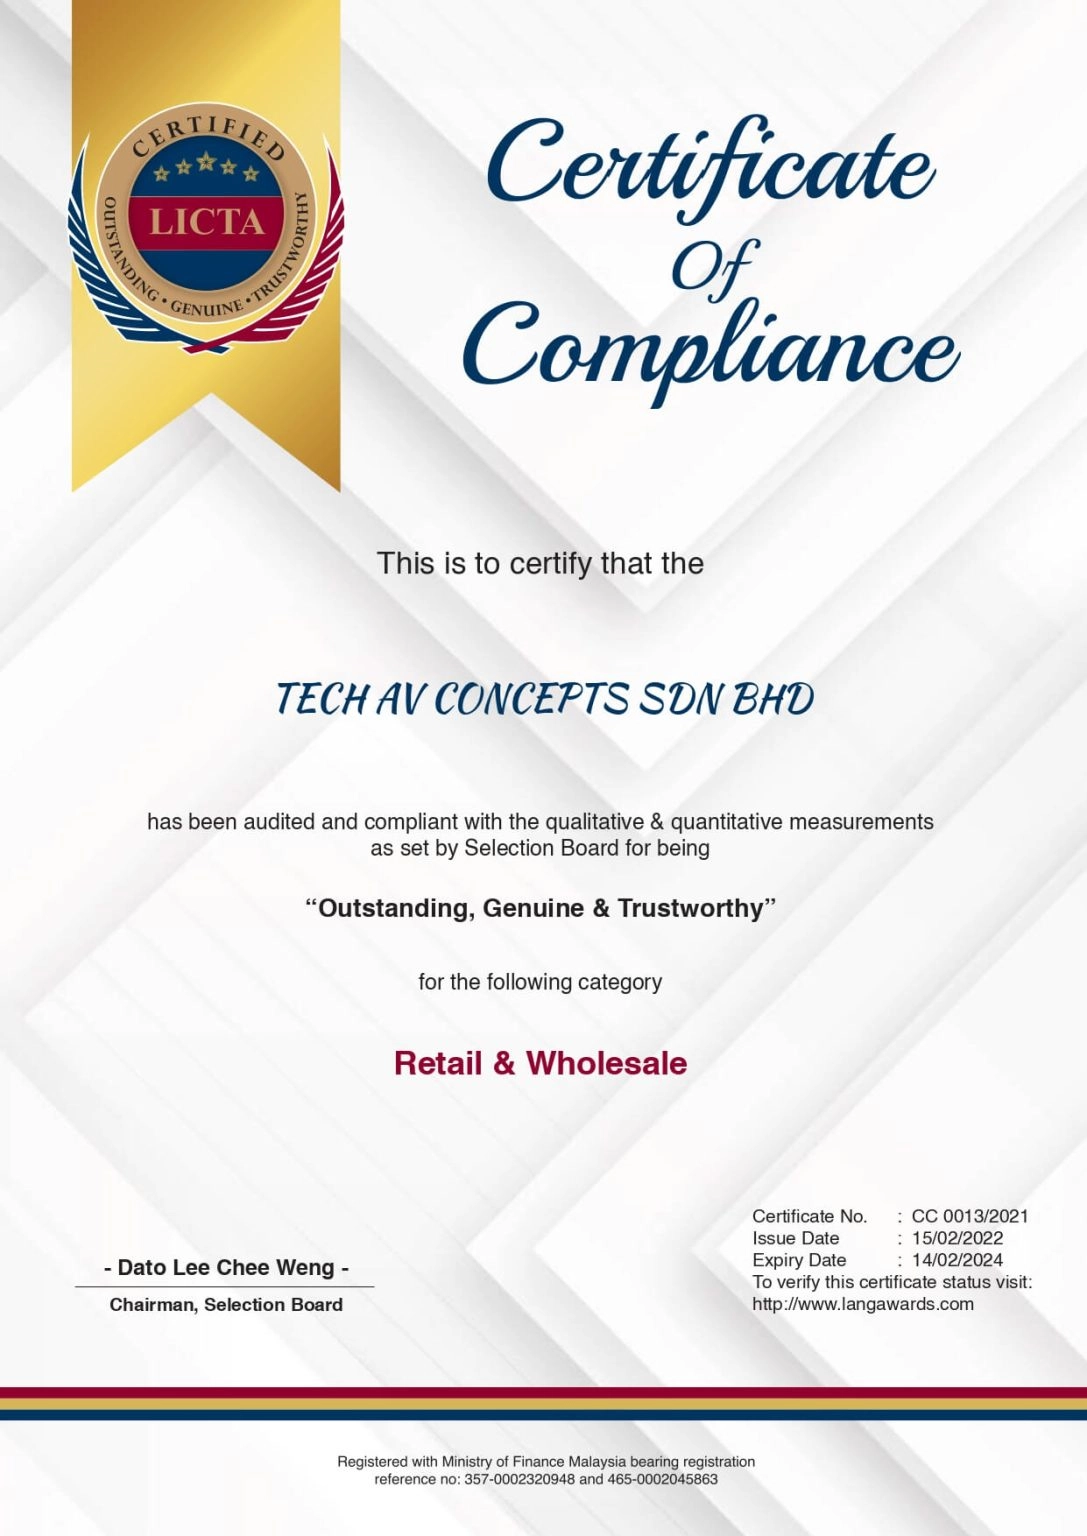 CERTIFIED
LICTA
OUTSTANDING • GENUINE • TRUSTWORTHY
Certificate
Of
Compliance
This is to certify that the
TECH AV CONCEPTS SDN BHD
has been audited and compliant with the qualitative & quantitative measurements
as set by Selection Board for being
“Outstanding, Genuine & Trustworthy”
for the following category
Retail & Wholesale
- Dato Lee Chee Weng -
Chairman, Selection Board
Certificate No. : CC 0013/2021
Issue Date : 15/02/2022
Expiry Date : 14/02/2024
To verify this certificate status visit:
http://www.langawards.com
Registered with Ministry of Finance Malaysia bearing registration
reference no: 357-0002320948 and 465-0002045863